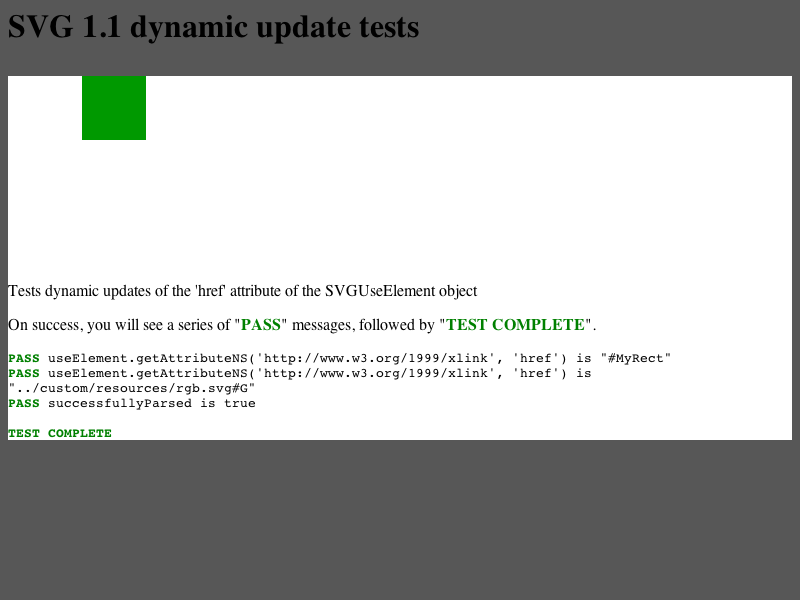 SVG 1.1 dynamic update tests
Tests dynamic updates of the 'href' attribute of the SVGUseElement object
On success, you will see a series of "PASS" messages, followed by "TEST COMPLETE".
PASS useElement.getAttributeNS('http://www.w3.org/1999/xlink', 'href') is "#MyRect"
PASS useElement.getAttributeNS('http://www.w3.org/1999/xlink', 'href') is
"../custom/resources/rgb.svg#G"
PASS successfullyParsed is true
TEST COMPLETE